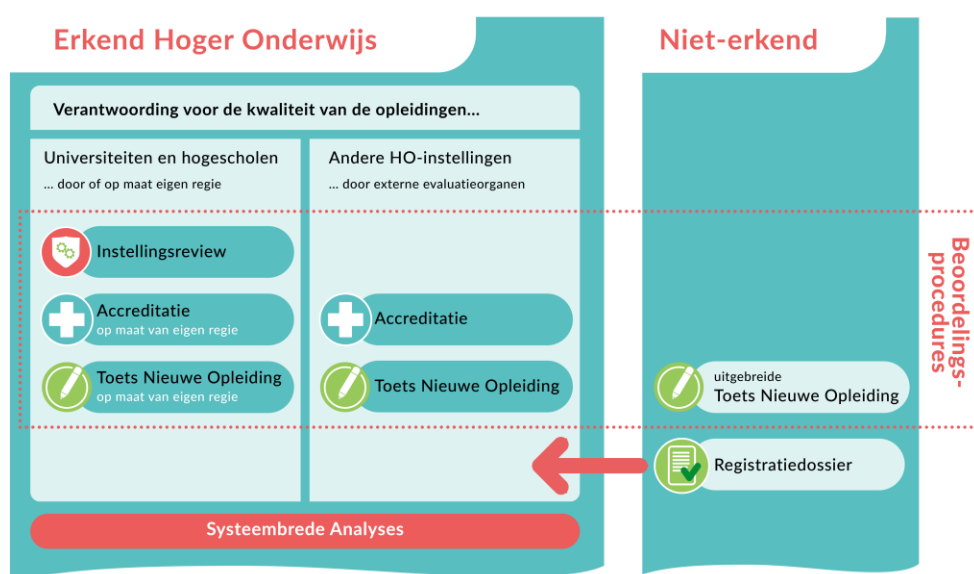 Erkend Hoger Onderwijs
Niet-erkend
Verantwoording voor de kwaliteit van de opleidingen...
Universiteiten en hogescholen
... door of op maat eigen regie
Andere HO-instellingen
... door externe evaluatieorganen
Instellingsreview
Accreditatie
op maat van eigen regie
Toets Nieuwe Opleiding
op maat van eigen regie
Accreditatie
Toets Nieuwe Opleiding
uitgebreide
Toets Nieuwe Opleiding
Registratiedossier
Beoordelings-
procedures
Systeembrede Analyses